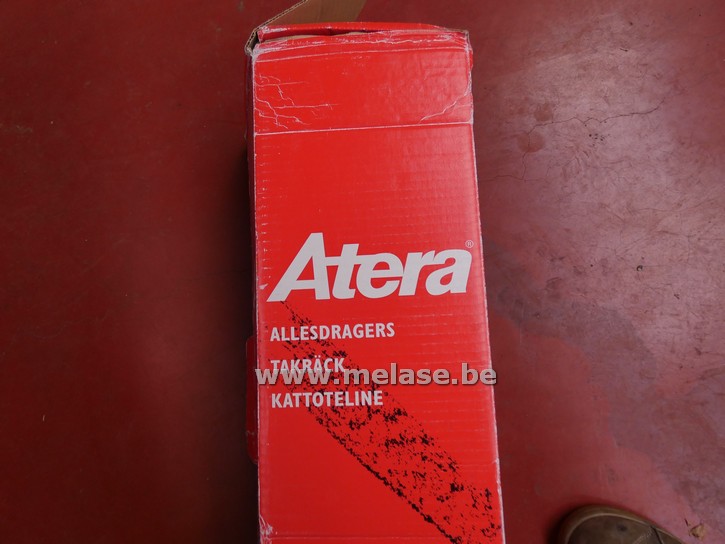 Atera®
ALLESDRAGERS
TAKRÄCK
www.melase.be
KATTOTELINE